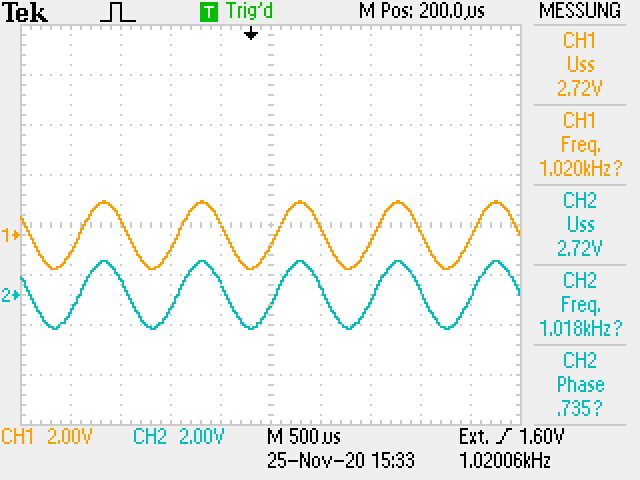 Tek T Trig'd M Pos: 200.0µs MESSUNG
CH1
Uss
2.72V
CH1
Freq.
1.020kHz?
CH2
Uss
2.72V
CH2
Freq.
1.018kHz?
CH2
Phase
.735?
1
2
CH1 2.00V CH2 2.00V M 500µs Ext. 1.60V
25-Nov-20 15:33 1.02006kHz